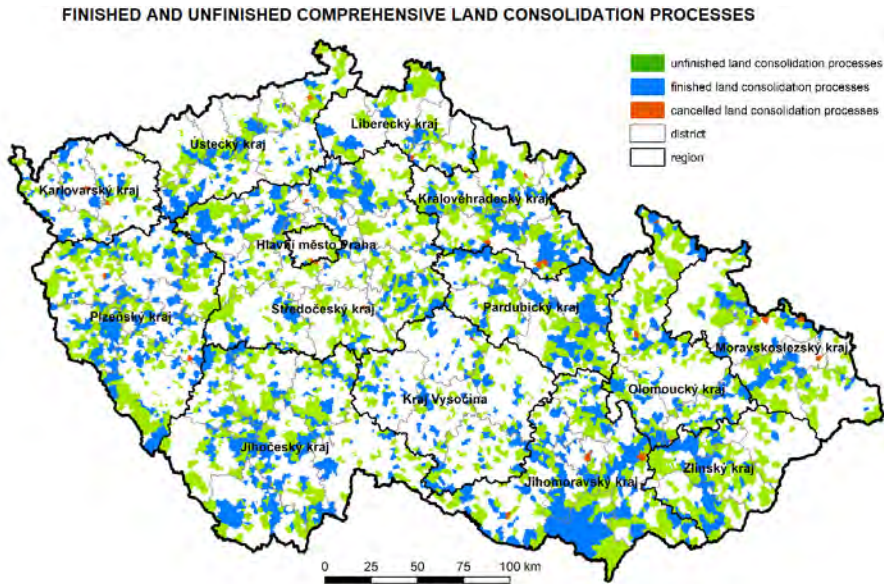 FINISHED AND UNFINISHED COMPREHENSIVE LAND CONSOLIDATION PROCESSES
unfinished land consolidation processes
finished land consolidation processes
cancelled land consolidation processes
district
region
Liberecký kraj
Ústecký kraj
Karlovarský kraj
Královéhradecký kraj
Hlavní město Praha
Středočeský kraj
Pardubický kraj
Plzeňský kraj
Moravskoslezský kraj
Olomoucký kraj
Kraj Vysočina
Jihočeský kraj
Zlínský kraj
Jihomoravský kraj
0 25 50 75 100 km